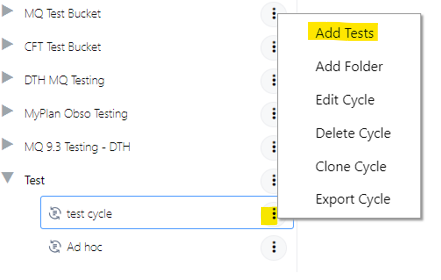 MQ Test Bucket
CFT Test Bucket
DTH MQ Testing
MyPlan Obso Testing
MQ 9.3 Testing - DTH
Test
test cycle
Ad hoc
Add Tests
Add Folder
Edit Cycle
Delete Cycle
Clone Cycle
Export Cycle